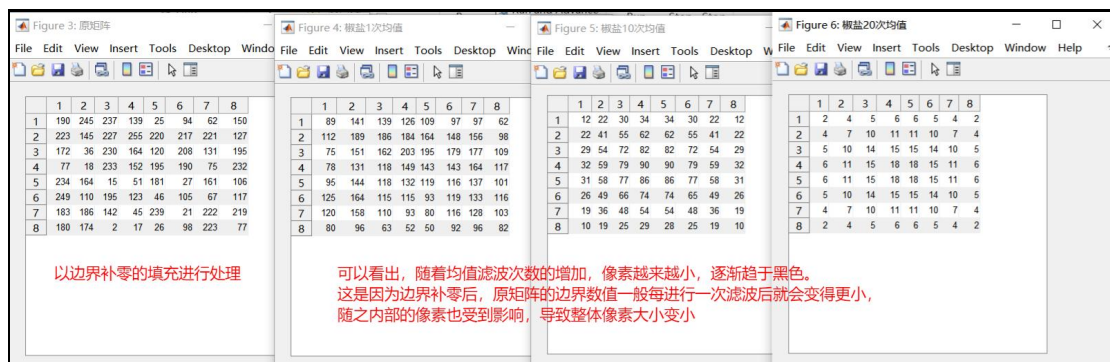 Figure 3: 原矩阵
File Edit View Insert Tools Desktop Windo
1 2 3 4 5 6 7 8
1 190 245 237 139 25 94 62 150
2 223 145 227 255 220 217 221 127
3 172 36 230 164 120 208 131 195
4 77 18 233 152 195 190 75 232
5 234 164 15 51 181 27 161 106
6 249 110 195 123 46 105 67 117
7 183 186 142 45 239 21 222 219
8 180 174 2 17 26 98 223 77
以边界补零的填充进行处理
Figure 4: 椒盐1次均值
File Edit View Insert Tools Desktop Winc
1 2 3 4 5 6 7 8
1 89 141 139 126 109 97 97 62
2 112 189 186 184 164 148 156 98
3 75 151 162 203 195 179 177 109
4 78 131 118 149 143 143 164 117
5 95 144 118 132 119 116 137 101
6 125 164 115 115 93 119 133 116
7 120 158 110 93 80 116 128 103
8 80 96 63 52 50 92 96 82
Figure 5: 椒盐10次均值
File Edit View Insert Tools Desktop W
1 2 3 4 5 6 7 8
1 12 22 30 34 34 30 22 12
2 22 41 55 62 62 55 41 22
3 29 54 72 82 82 72 54 29
4 32 59 79 90 90 79 59 32
5 31 58 77 86 86 77 58 31
6 26 49 66 74 74 65 49 26
7 19 36 48 54 54 48 36 19
8 10 19 25 29 28 25 19 10
Figure 6: 椒盐20次均值
File Edit View Insert Tools Desktop Window Help
1 2 3 4 5 6 7 8
1 2 4 5 6 6 5 4 2
2 4 7 10 11 11 10 7 4
3 5 10 14 15 15 14 10 5
4 6 11 15 18 18 15 11 6
5 6 11 15 18 18 15 11 6
6 5 10 14 15 15 14 10 5
7 4 7 10 11 11 10 7 4
8 2 4 5 6 6 5 4 2
可以看出，随着均值滤波次数的增加，像素越来越小，逐渐趋于黑色。
这是因为边界补零后，原矩阵的边界数值一般每进行一次滤波后就会变得更小，
随之内部的像素也受到影响，导致整体像素大小变小